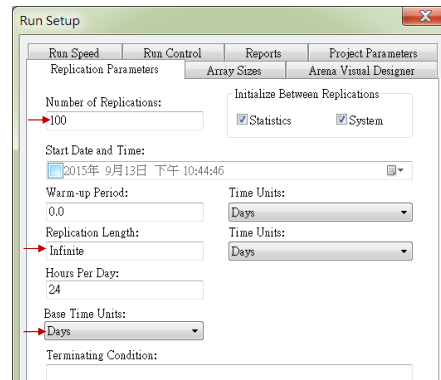 Run Setup
X
Run Speed Run Control Reports Project Parameters
Replication Parameters Array Sizes Arena Visual Designer
Number of Replications:
Initialize Between Replications
100
Statistics System
Start Date and Time:
2015年 9月13日 下午 10:44:46
Warm-up Period: Time Units:
0.0 Days
Replication Length: Time Units:
Infinite Days
Hours Per Day:
24
Base Time Units:
Days
Terminating Condition: